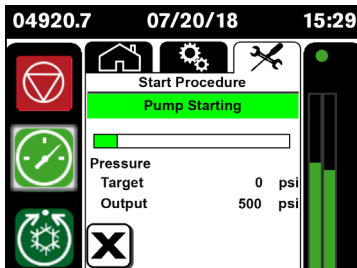 04920.7 07/20/18 15:29
Start Procedure
Pump Starting
Pressure
Target 0 psi
Output 500 psi
X